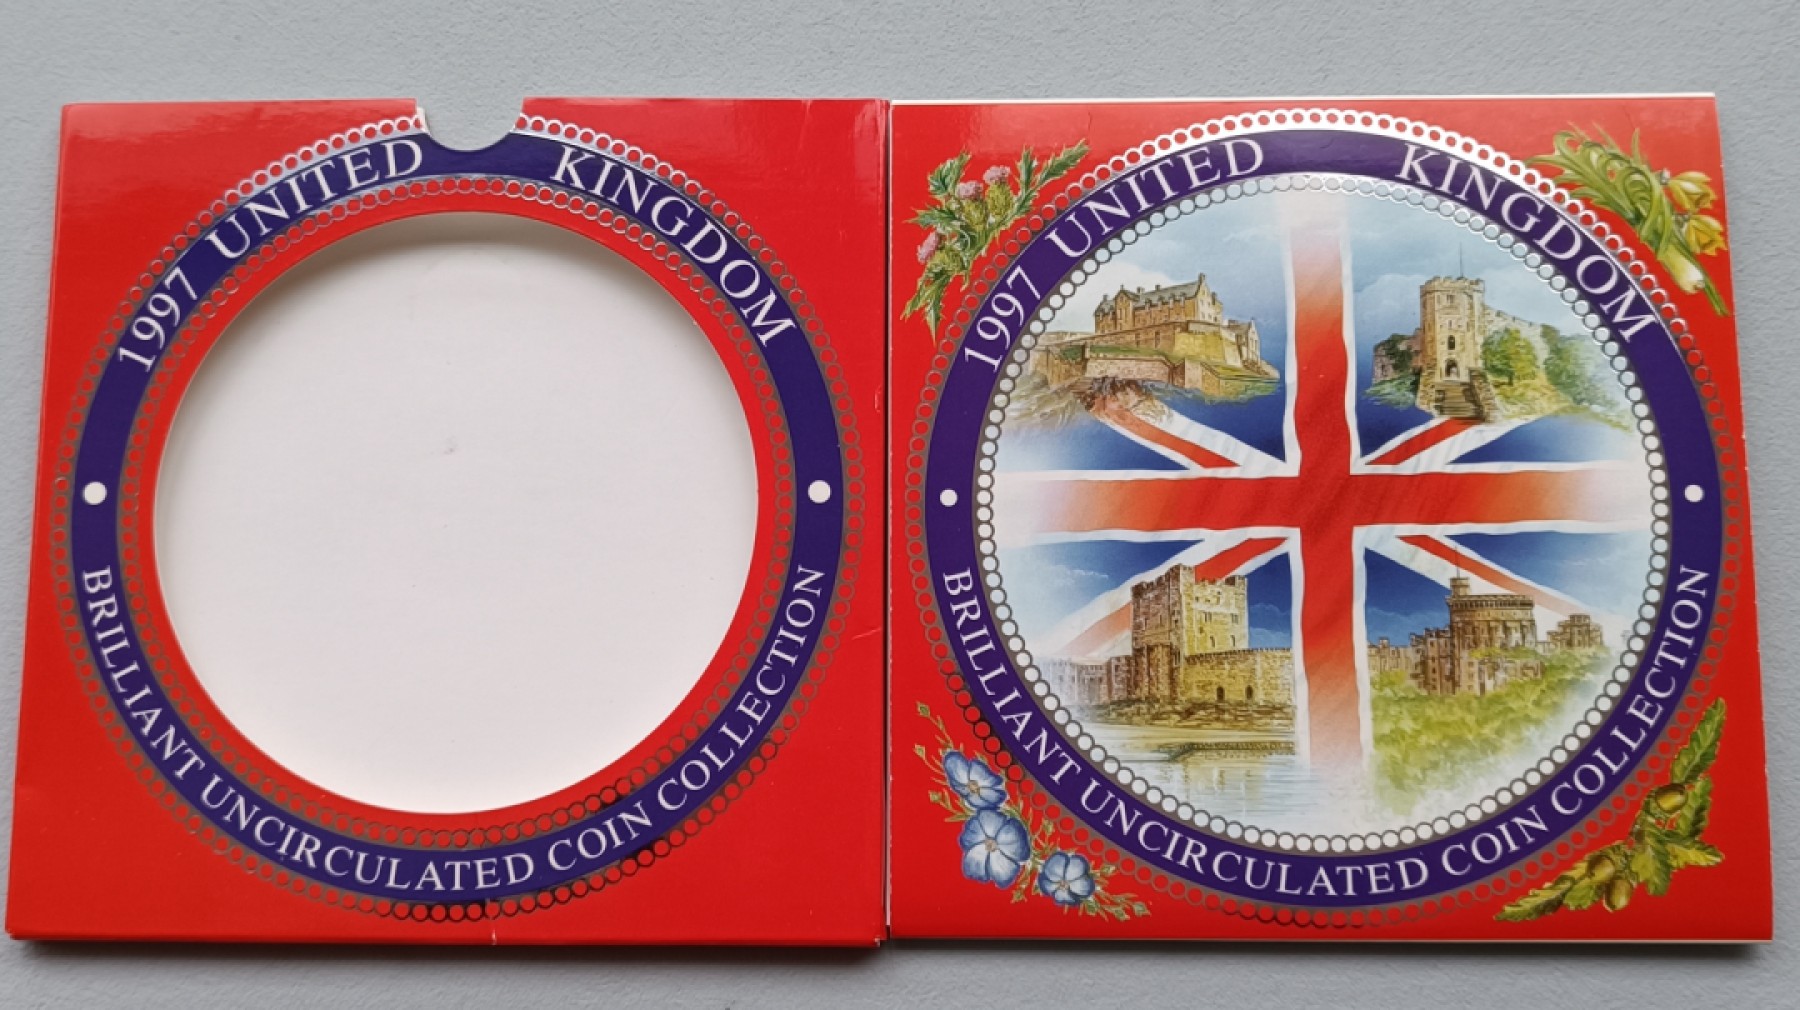 1997 UNITED KINGDOM
BRILLIANT UNCIRCULATED COIN COLLECTION
1997 UNITED KINGDOM
BRILLIANT UNCIRCULATED COIN COLLECTION